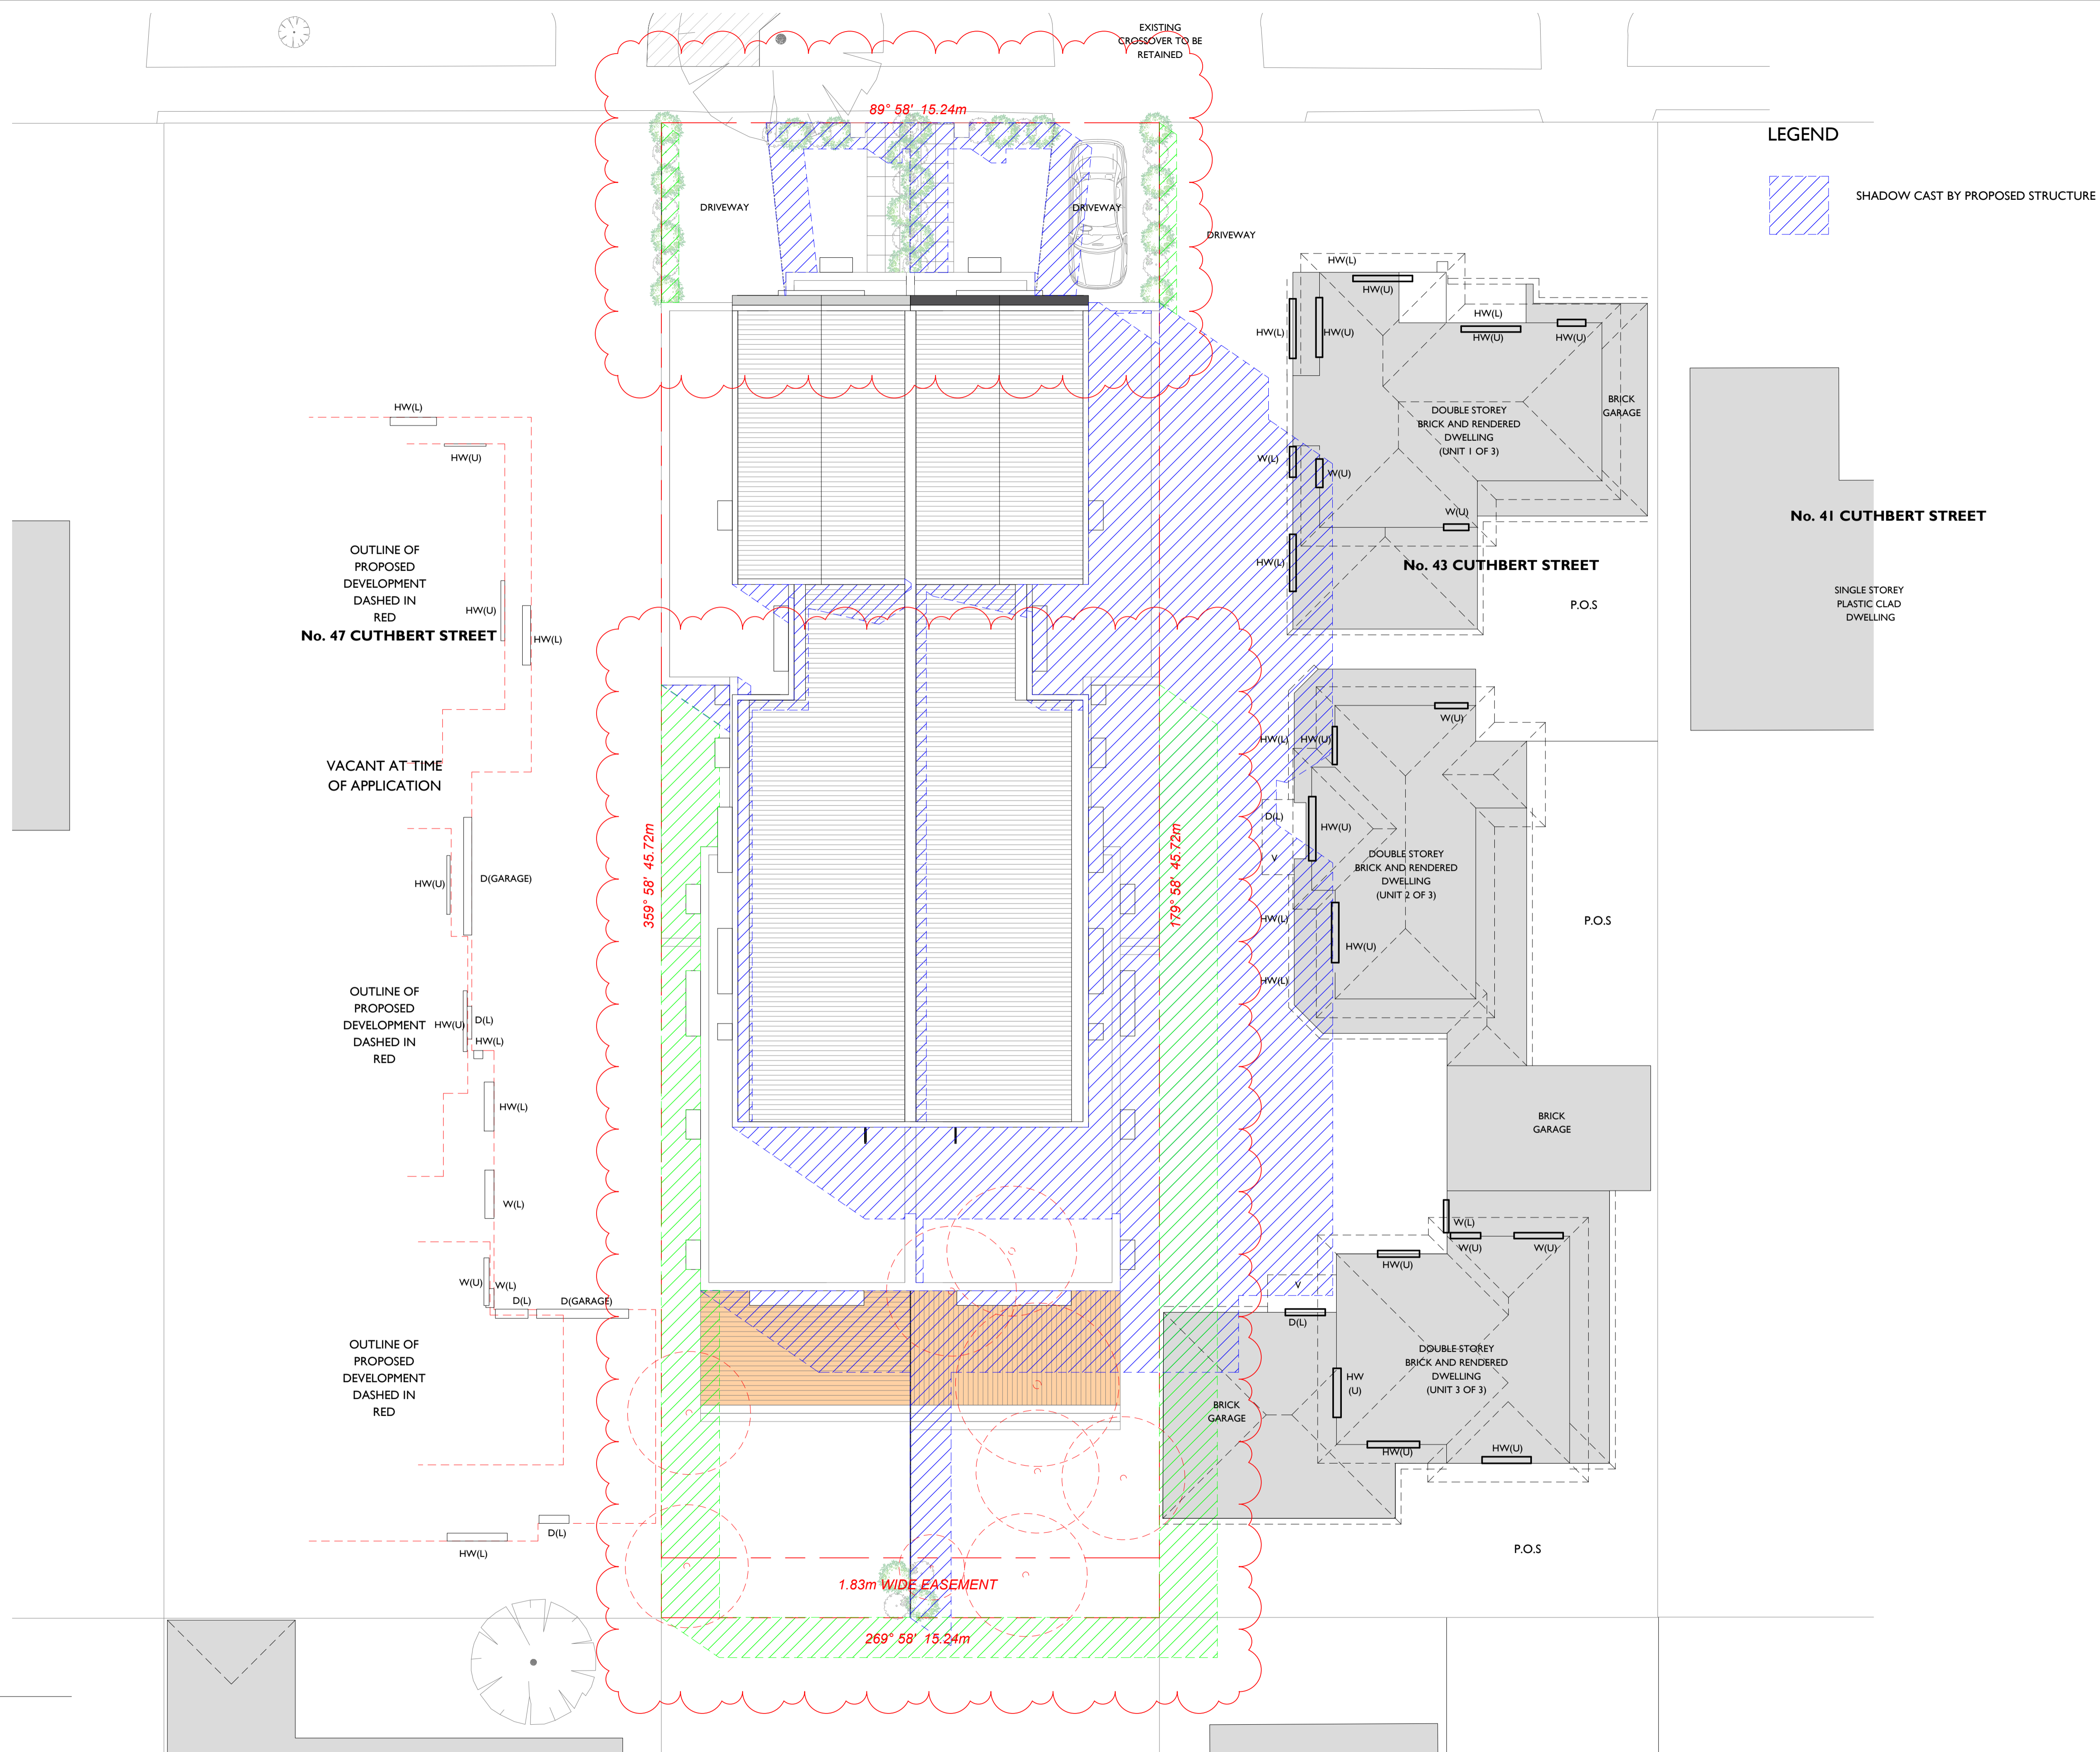 EXISTING
CROSSOVER TO BE
RETAINED
89° 58' 15.24m
LEGEND
SHADOW CAST BY PROPOSED STRUCTURE
DRIVEWAY
DRIVEWAY
DRIVEWAY
HW(L)
HW(U)
HW(L)
HW(L)
HW(U)
HW(U)
HW(U)
HW(L)
HW(U)
BRICK
GARAGE
DOUBLE STOREY
BRICK AND RENDERED
DWELLING
(UNIT 1 OF 3)
W(L)
W(U)
W(U)
No. 41 CUTHBERT STREET
HW(L)
No. 43 CUTHBERT STREET
P.O.S
SINGLE STOREY
PLASTIC CLAD
DWELLING
OUTLINE OF
PROPOSED
DEVELOPMENT
DASHED IN
RED
HW(U)
HW(L)
No. 47 CUTHBERT STREET
W(U)
HW(L)
HW(U)
VACANT AT TIME
OF APPLICATION
D(L)
HW(U)
V
DOUBLE STOREY
BRICK AND RENDERED
DWELLING
(UNIT 2 OF 3)
359° 58' 45.72m
179° 58' 45.72m
HW(U)
D(GARAGE)
HW(L)
HW(U)
P.O.S
HW(L)
OUTLINE OF
PROPOSED
DEVELOPMENT
DASHED IN
RED
HW(U)
D(L)
HW(L)
HW(L)
BRICK
GARAGE
W(L)
W(L)
W(U)
W(U)
HW(U)
W(U)
W(L)
D(L)
D(GARAGE)
V
D(L)
OUTLINE OF
PROPOSED
DEVELOPMENT
DASHED IN
RED
DOUBLE STOREY
BRICK AND RENDERED
DWELLING
(UNIT 3 OF 3)
HW
(U)
BRICK
GARAGE
HW(U)
HW(U)
D(L)
HW(L)
P.O.S
1.83m WIDE EASEMENT
269° 58' 15.24m